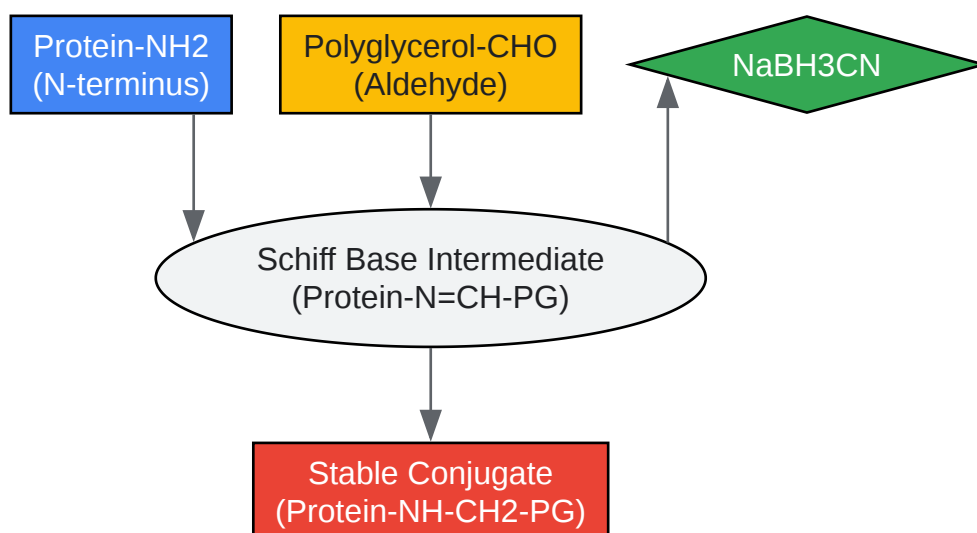 Protein-NH2
(N-terminus)
Polyglycerol-CHO
(Aldehyde)
NaBH3CN
Schiff Base Intermediate
(Protein-N=CH-PG)
Stable Conjugate
(Protein-NH-CH2-PG)